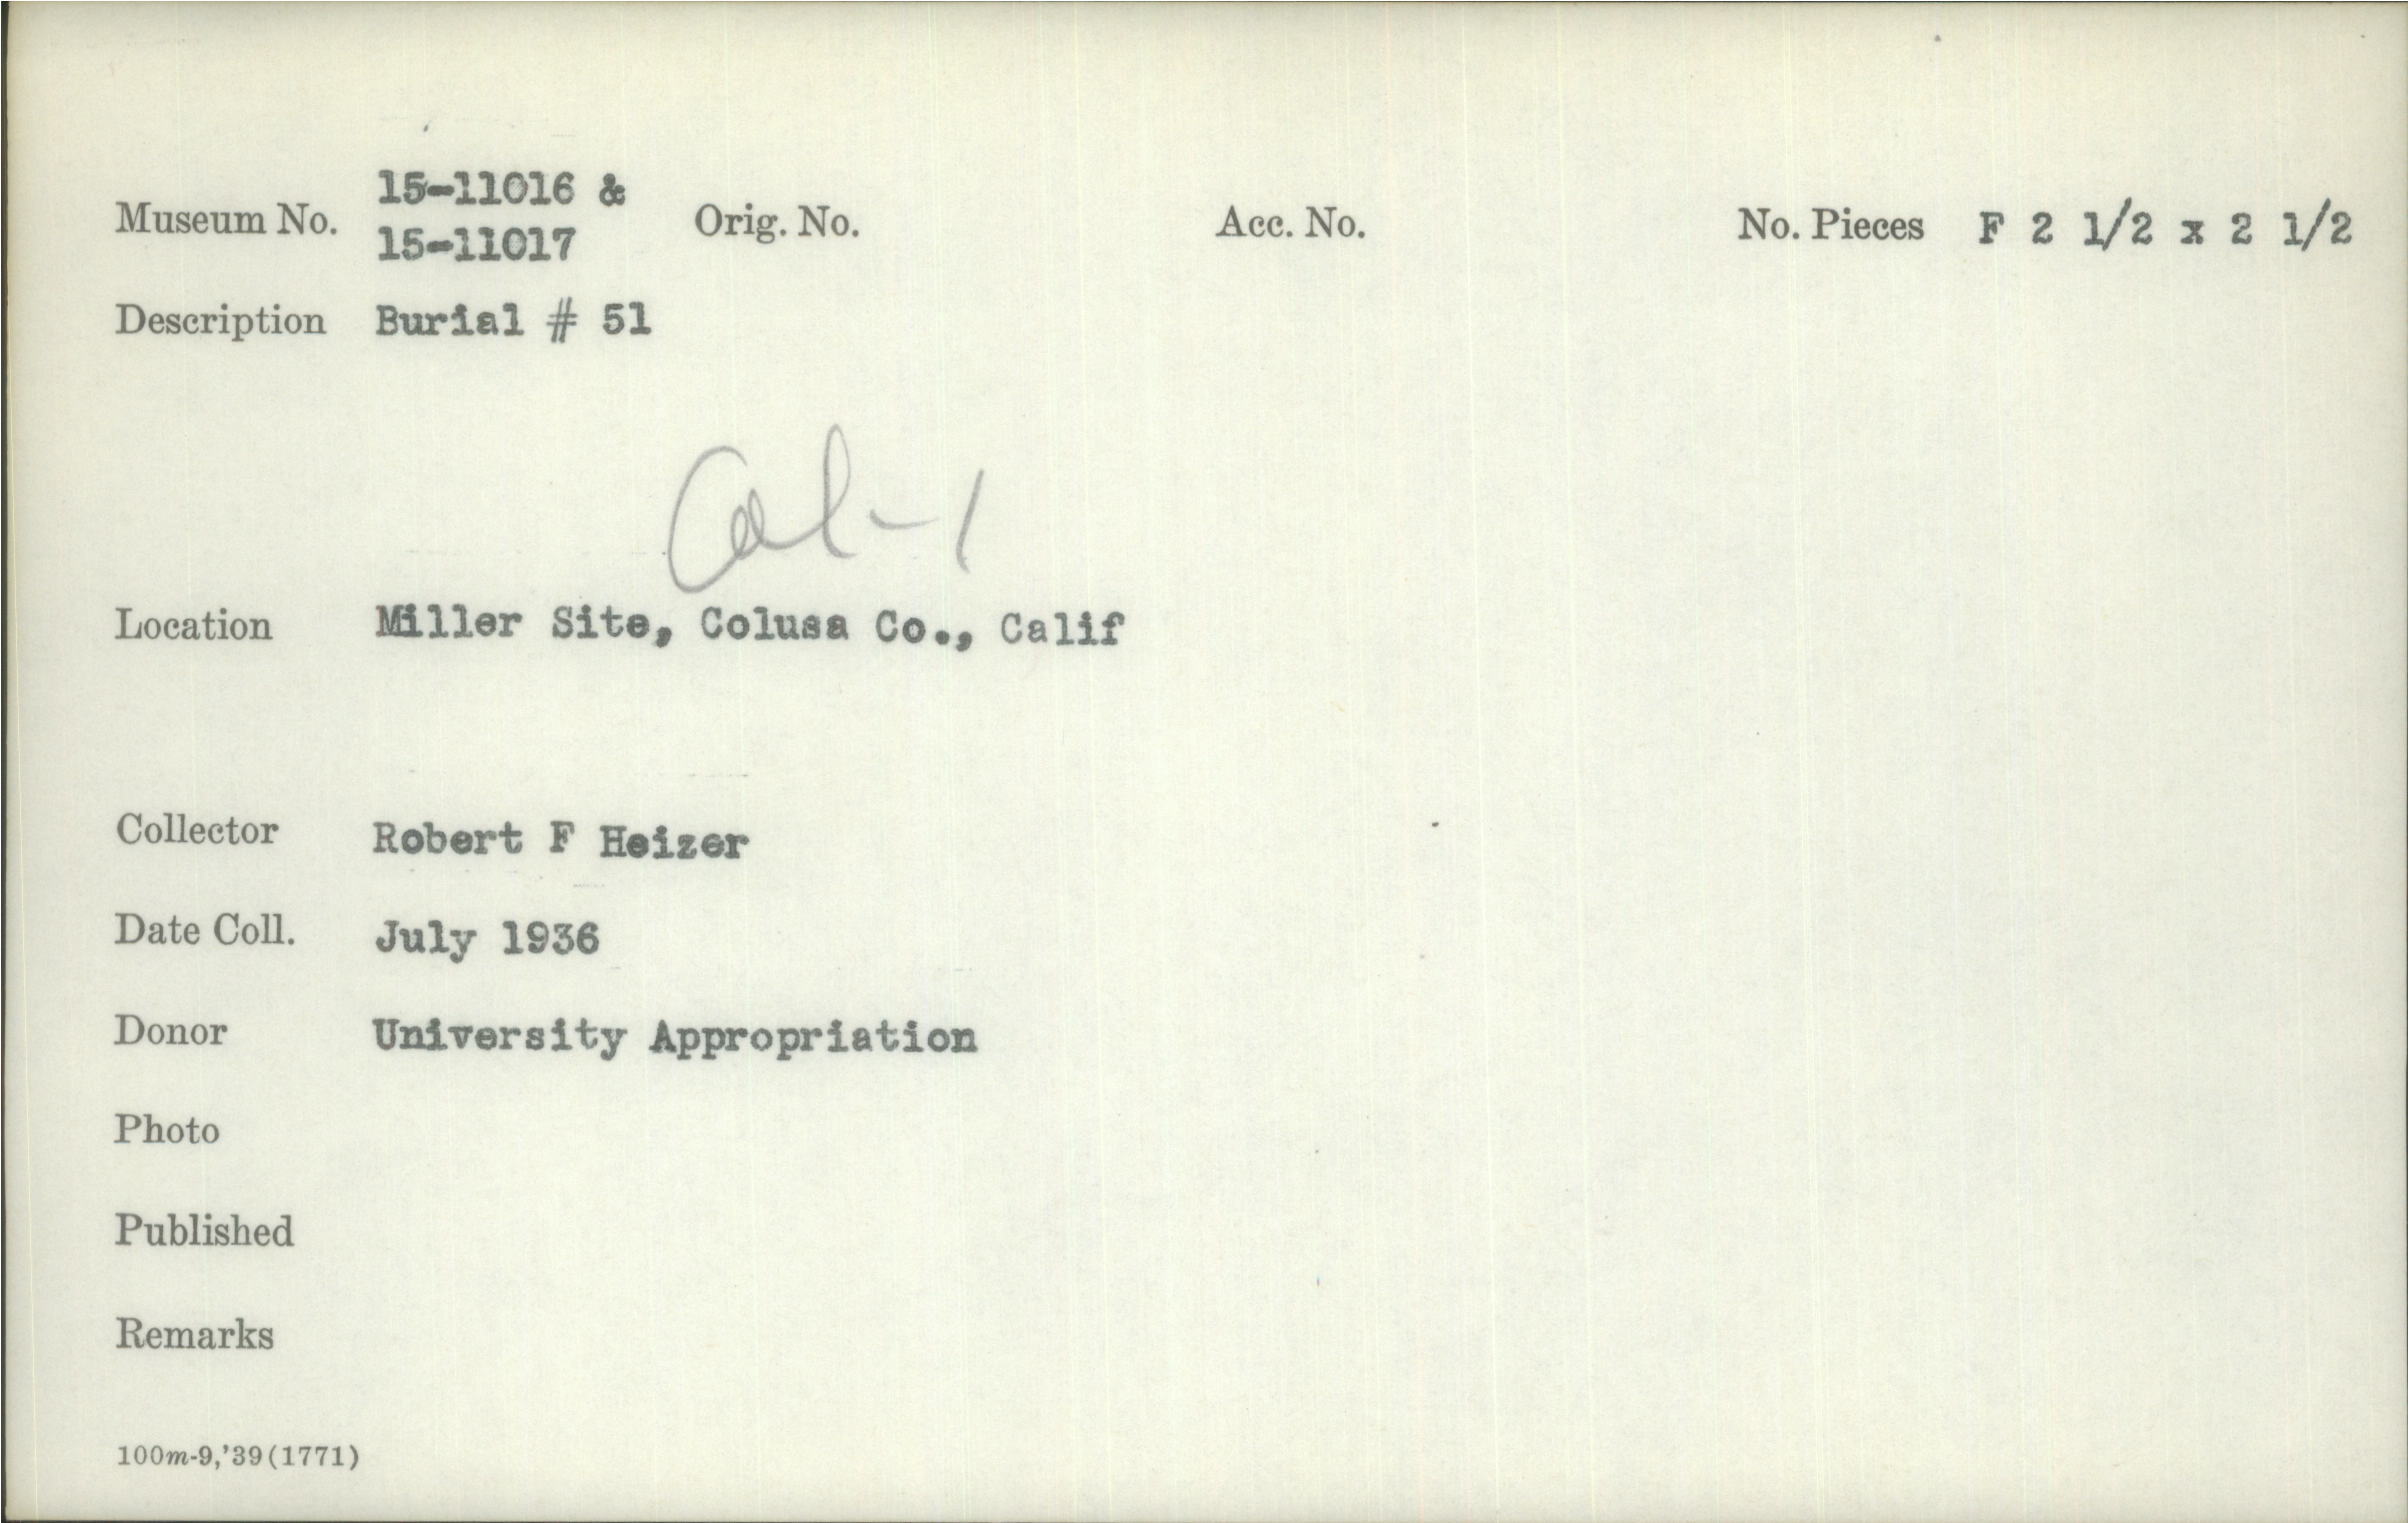 Museum No. 15-11016 & 15-11017 Orig. No. Acc. No. No. Pieces F 2 1/2 x 2 1/2
Description Burial # 51
Col-1
Location Miller Site, Colusa Co., Calif
Collector Robert F Heizer
Date Coll. July 1936
Donor University Appropriation
Photo
Published
Remarks
100m-9,'39(1771)